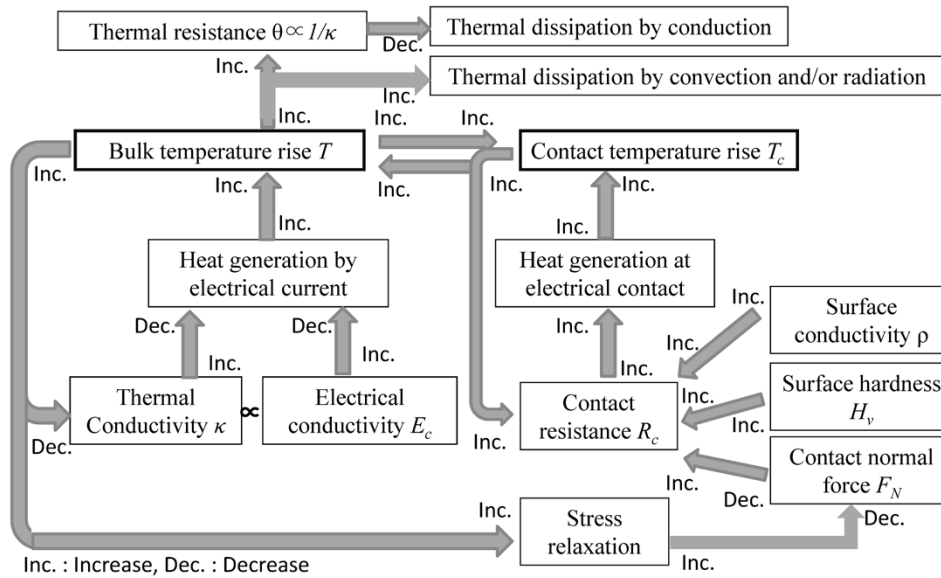 Thermal resistance θ∝1/κ
Dec.
Thermal dissipation by conduction
Inc.
Thermal dissipation by convection and/or radiation
Inc.
Inc.
Inc.
Inc.
Bulk temperature rise T
Contact temperature rise Tc
Inc.
Inc.
Inc.
Inc.
Inc.
Inc.
Inc.
Heat generation by
electrical current
Heat generation at
electrical contact
Dec.
Dec.
Inc.
Inc.
Surface
conductivity ρ
Inc.
Inc.
Inc.
Inc.
Thermal
Conductivity κ
∝
Electrical
conductivity Ec
Contact
resistance Rc
Inc.
Surface hardness
Hv
Dec.
Inc.
Inc.
Contact normal
force FN
Inc.
Dec.
Inc.
Stress
relaxation
Dec.
Inc.
Inc. : Increase, Dec. : Decrease